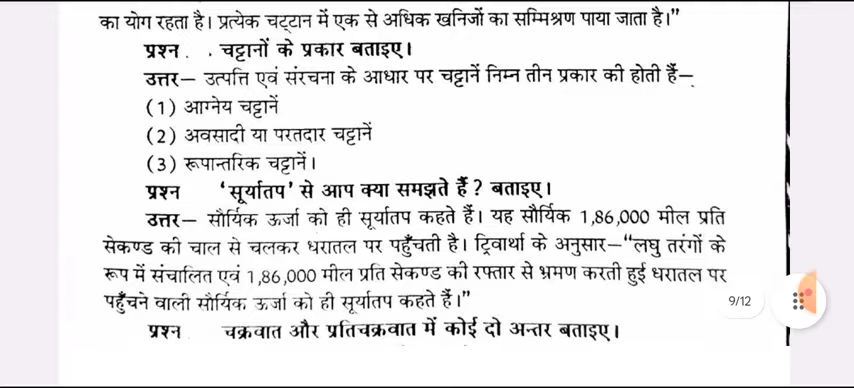 का योग रहता है। प्रत्येक चट्टान में एक से अधिक खनिजों का सम्मिश्रण पाया जाता है।”
प्रश्न . . चट्टानों के प्रकार बताइए।
उत्तर— उत्पत्ति एवं संरचना के आधार पर चट्टानें निम्न तीन प्रकार की होती हैं—
(1) आग्नेय चट्टानें
(2) अवसादी या परतदार चट्टानें
(3) रूपान्तरिक चट्टानें।
प्रश्न ‘सूर्यातप’ से आप क्या समझते हैं? बताइए।
उत्तर— सौर्यिक ऊर्जा को ही सूर्यातप कहते हैं। यह सौर्यिक 1,86,000 मील प्रति
सेकण्ड की चाल से चलकर धरातल पर पहुँचती है। ट्रिवार्था के अनुसार—“लघु तरंगों के
रूप में संचालित एवं 1,86,000 मील प्रति सेकण्ड की रफ्तार से भ्रमण करती हुई धरातल पर
पहुँचने वाली सौर्यिक ऊर्जा को ही सूर्यातप कहते हैं।”
9/12
प्रश्न चक्रवात और प्रतिचक्रवात में कोई दो अन्तर बताइए।